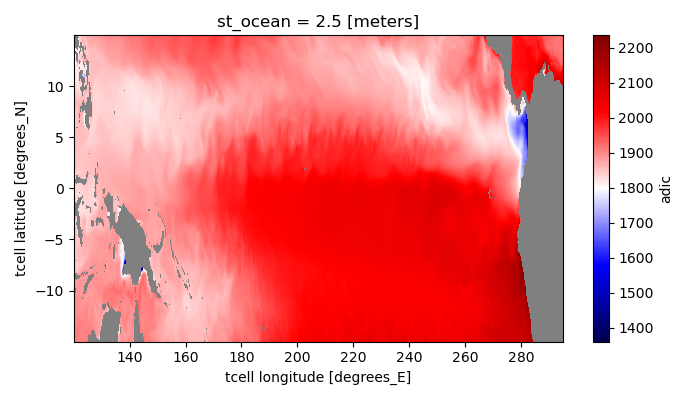 st_ocean = 2.5 [meters]
10
5
0
−5
−10
tcell latitude [degrees_N]
140 160 180 200 220 240 260 280
tcell longitude [degrees_E]
2200
2100
2000
1900
1800
1700
1600
1500
1400
adic